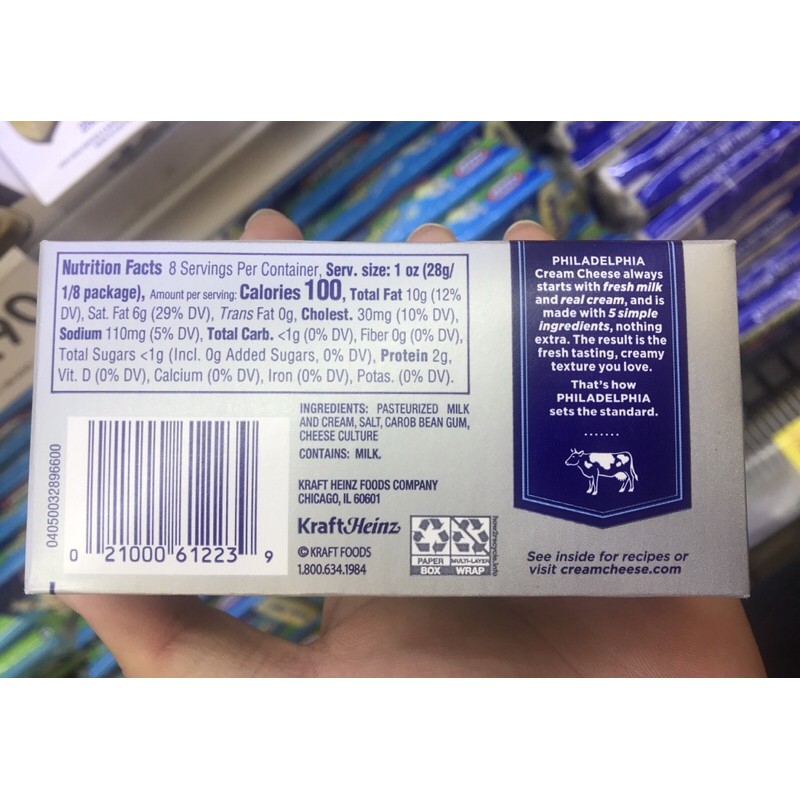 Nutrition Facts 8 Servings Per Container, Serv. size: 1 oz (28g/
1/8 package), Amount per serving: Calories 100, Total Fat 10g (12%
DV), Sat. Fat 6g (29% DV), Trans Fat 0g, Cholest. 30mg (10% DV),
Sodium 110mg (5% DV), Total Carb. <1g (0% DV), Fiber 0g (0% DV),
Total Sugars <1g (Incl. 0g Added Sugars, 0% DV), Protein 2g,
Vit. D (0% DV), Calcium (0% DV), Iron (0% DV), Potas. (0% DV).
INGREDIENTS: PASTEURIZED MILK
AND CREAM, SALT, CAROB BEAN GUM,
CHEESE CULTURE
CONTAINS: MILK.
KRAFT HEINZ FOODS COMPANY
CHICAGO, IL 60601
KraftHeinz
© KRAFT FOODS
1.800.634.1984
PAPER
BOX
MULTI-LAYER
WRAP
how2recycle.info
04050032896600
0 21000 61223 9
PHILADELPHIA
Cream Cheese always
starts with fresh milk
and real cream, and is
made with 5 simple
ingredients, nothing
extra. The result is the
fresh tasting, creamy
texture you love.
That's how
PHILADELPHIA
sets the standard.
See inside for recipes or
visit creamcheese.com